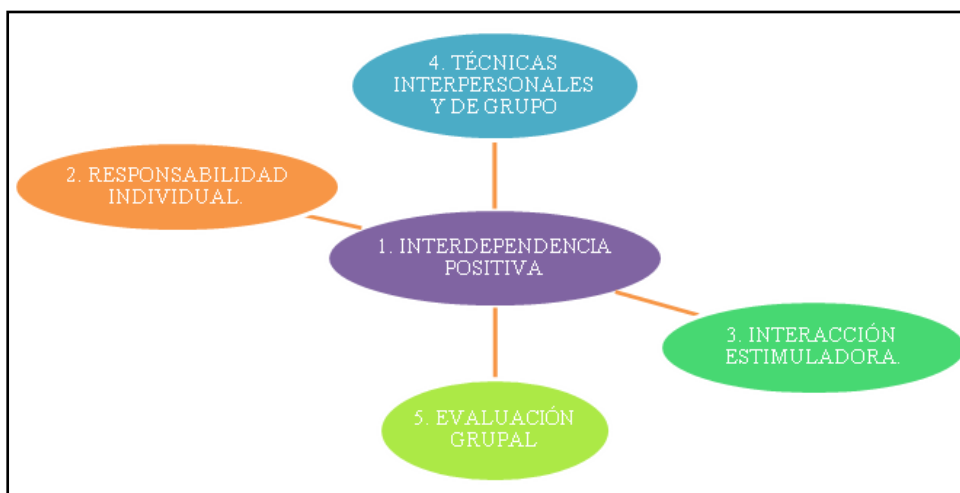 4. TÉCNICAS
INTERPERSONALES
Y DE GRUPO
2. RESPONSABILIDAD
INDIVIDUAL.
1. INTERDEPENDENCIA
POSITIVA
3. INTERACCIÓN
ESTIMULADORA.
5. EVALUACIÓN
GRUPAL